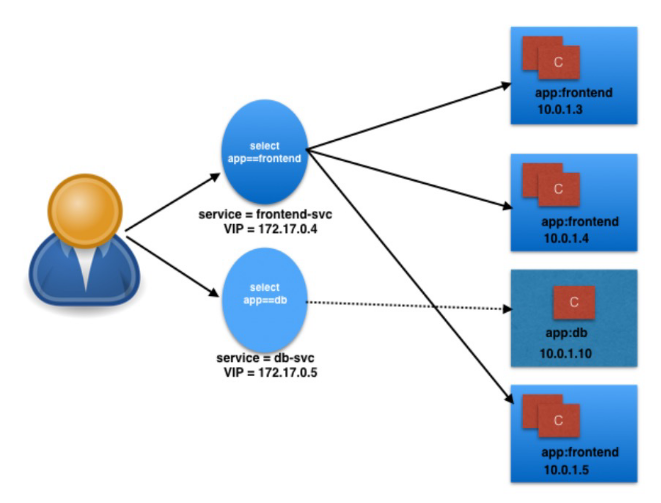 select
app==frontend
service = frontend-svc
VIP = 172.17.0.4
select
app==db
service = db-svc
VIP = 172.17.0.5
C
app:frontend
10.0.1.3
C
app:frontend
10.0.1.4
C
app:db
10.0.1.10
C
app:frontend
10.0.1.5